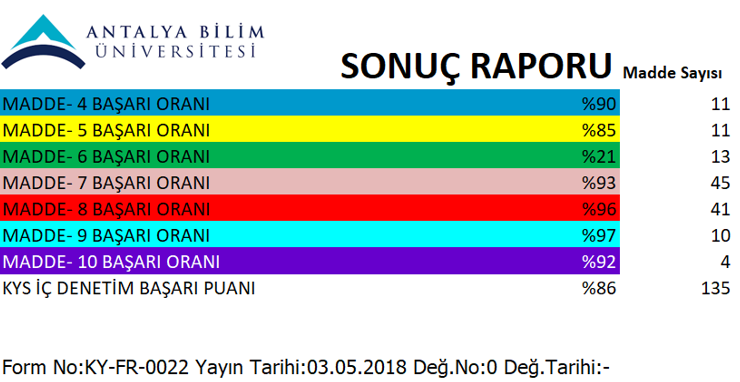 ANTALYA BİLİM
ÜNİVERSİTESİ
SONUÇ RAPORU Madde Sayısı
MADDE- 4 BAŞARI ORANI %90 11
MADDE- 5 BAŞARI ORANI %85 11
MADDE- 6 BAŞARI ORANI %21 13
MADDE- 7 BAŞARI ORANI %93 45
MADDE- 8 BAŞARI ORANI %96 41
MADDE- 9 BAŞARI ORANI %97 10
MADDE- 10 BAŞARI ORANI %92 4
KYS İÇ DENETİM BAŞARI PUANI %86 135
Form No:KY-FR-0022 Yayın Tarihi:03.05.2018 Değ.No:0 Değ.Tarihi:-